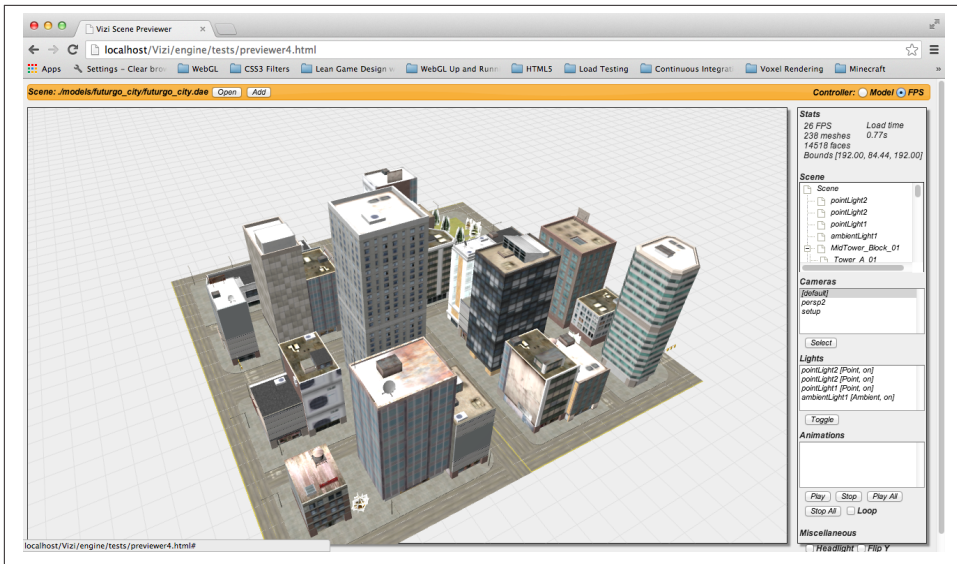 Vizi Scene Previewer
localhost/Vizi/engine/tests/previewer4.html
Apps Settings - Clear brow WebGL CSS3 Filters Lean Game Design w WebGL Up and Runn HTML5 Load Testing Continuous Integrat Voxel Rendering Minecraft »
Scene: ./models/futurgo_city/futurgo_city.dae Open Add Controller: Model FPS
Stats
26 FPS Load time
238 meshes 0.77s
14518 faces
Bounds [192.00, 84.44, 192.00]
Scene
Scene
pointLight2
pointLight2
pointLight1
ambientLight1
MidTower_Block_01
Tower_A_01
Cameras
[default]
persp2
setup
Select
Lights
pointLight2 [Point, on]
pointLight2 [Point, on]
pointLight1 [Point, on]
ambientLight1 [Ambient, on]
Toggle
Animations
Play Stop Play All
Stop All Loop
Miscellaneous
Headlight Flip Y
localhost/Vizi/engine/tests/previewer4.html#